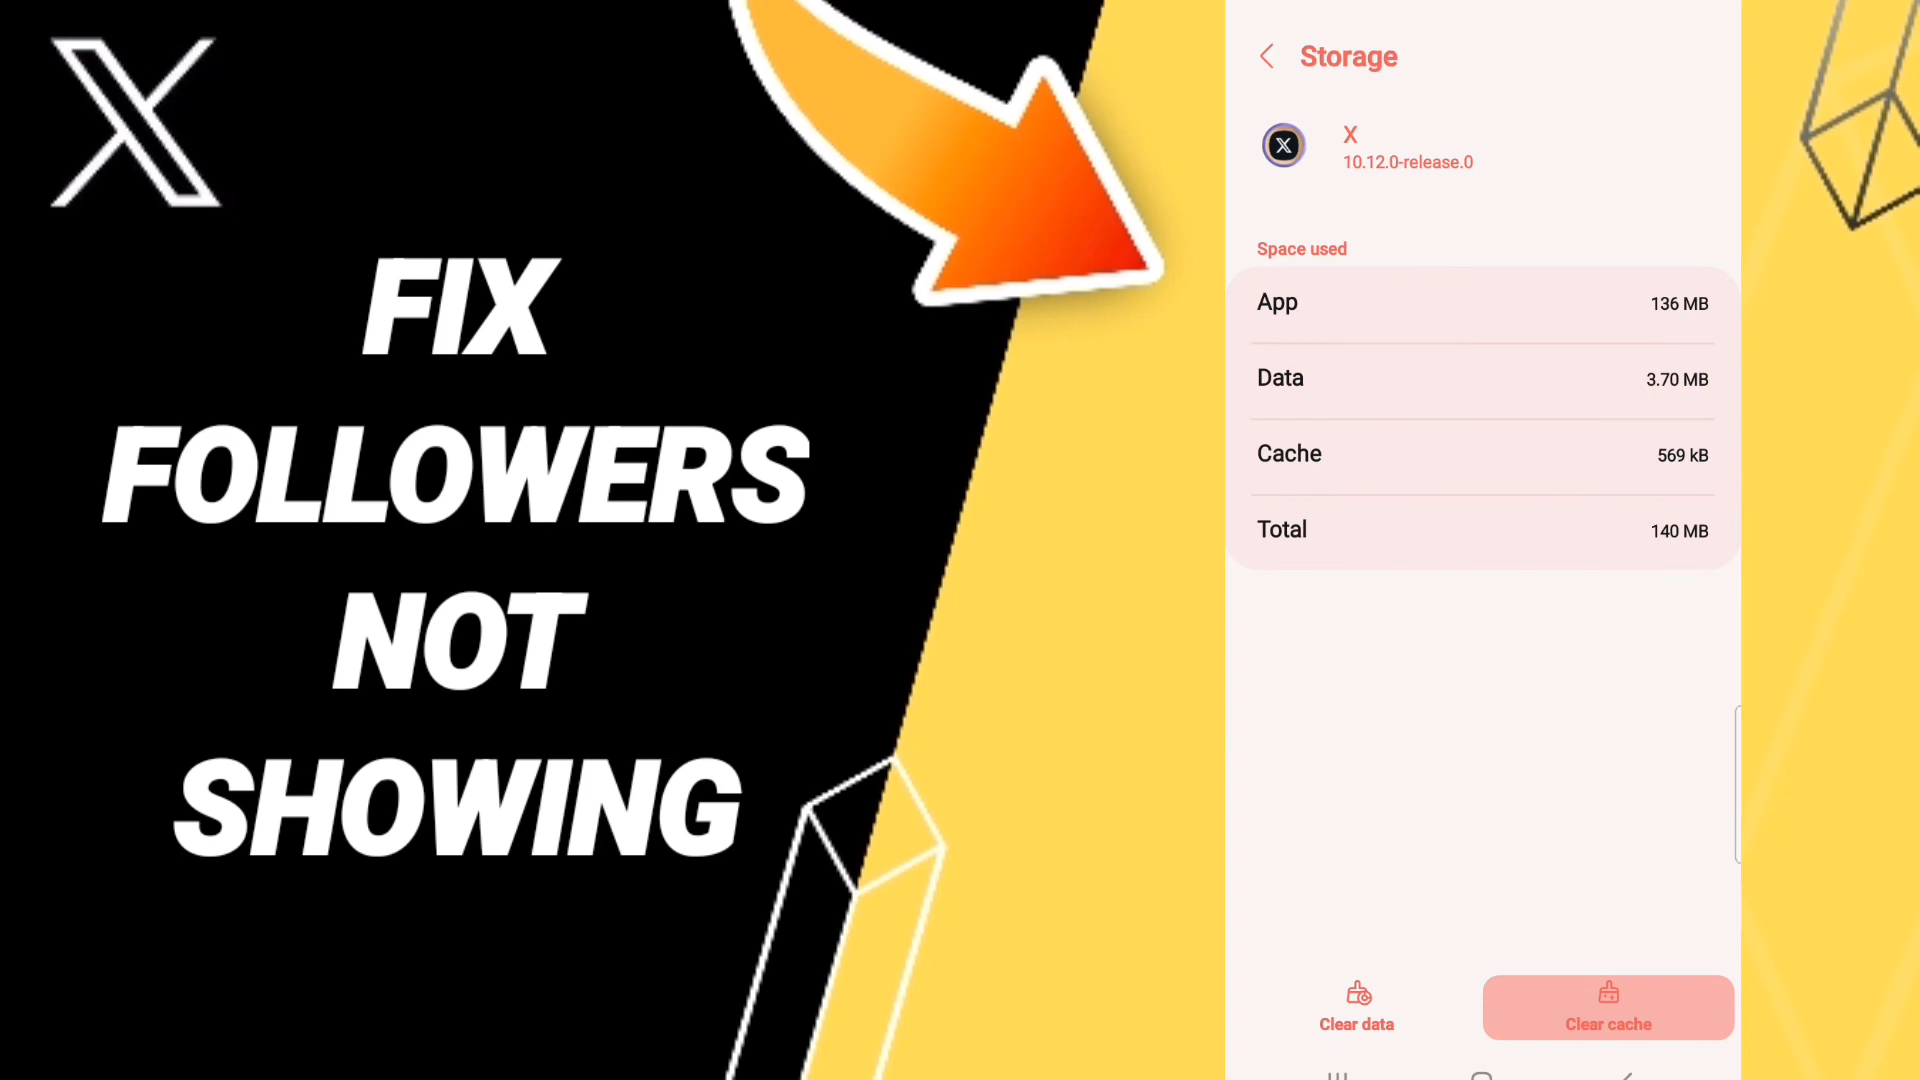 FIX
FOLLOWERS
NOT
SHOWING
Storage
X
10.12.0-release.0
Space used
App 136 MB
Data 3.70 MB
Cache 569 kB
Total 140 MB
Clear data
Clear cache